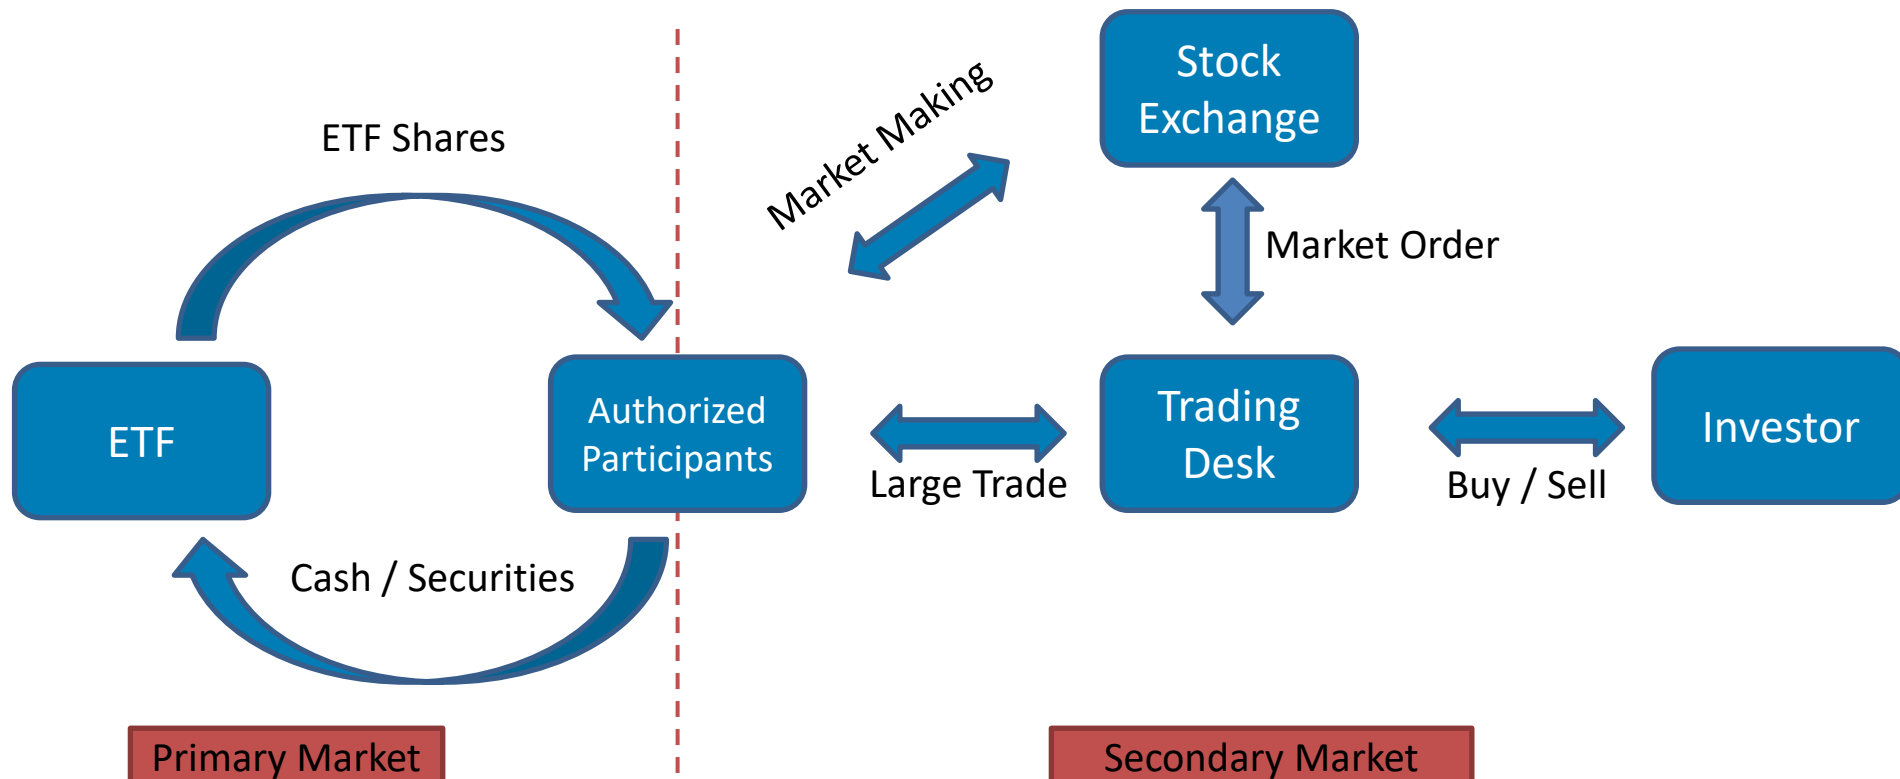 Stock
Exchange
ETF Shares
Market Making
Market Order
ETF
Authorized
Participants
Large Trade
Trading
Desk
Buy / Sell
Investor
Cash / Securities
Primary Market
Secondary Market